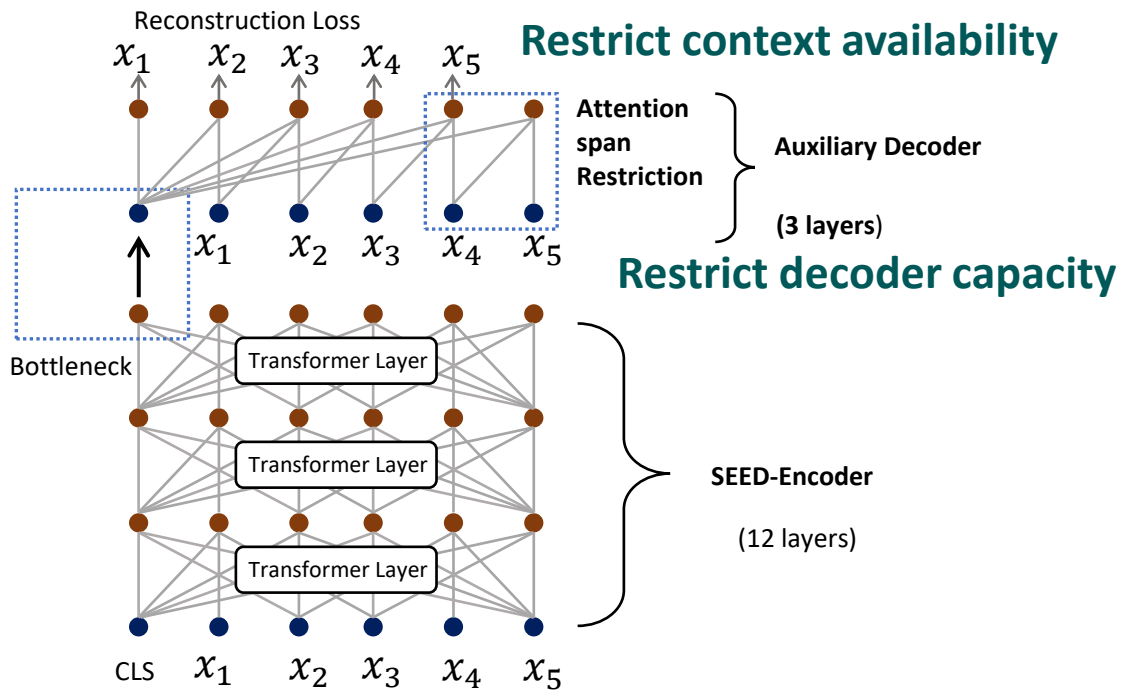 Reconstruction Loss
Restrict context availability
x1 x2 x3 x4 x5
Attention
span
Restriction
Auxiliary Decoder
(3 layers)
x1 x2 x3 x4 x5
Restrict decoder capacity
Bottleneck
Transformer Layer
Transformer Layer
SEED-Encoder
(12 layers)
Transformer Layer
CLS x1 x2 x3 x4 x5